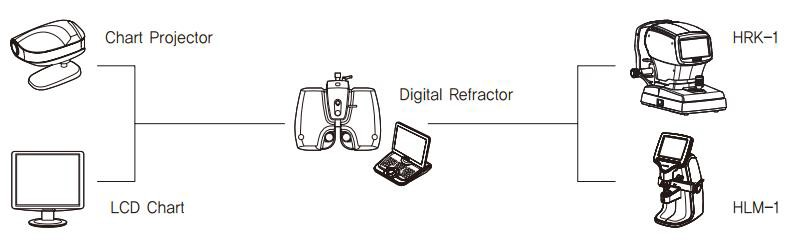 Chart Projector
HRK-1
Digital Refractor
LCD Chart
HLM-1